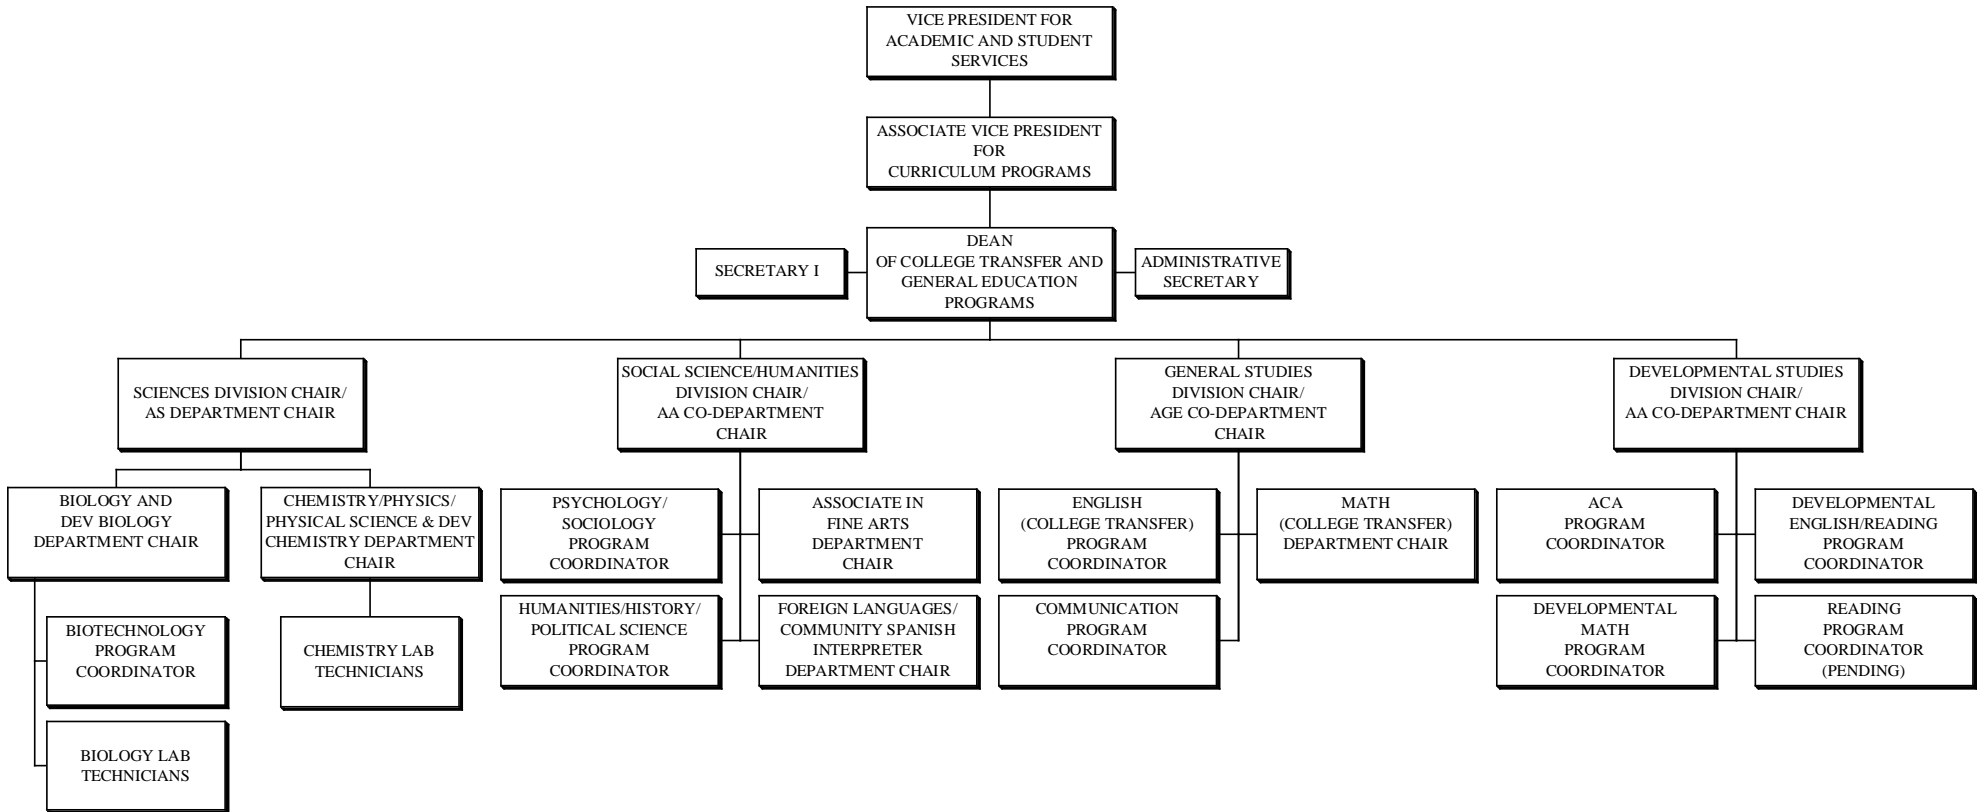 VICE PRESIDENT FOR
ACADEMIC AND STUDENT
SERVICES
ASSOCIATE VICE PRESIDENT
FOR
CURRICULUM PROGRAMS
DEAN
OF COLLEGE TRANSFER AND
GENERAL EDUCATION
PROGRAMS
SECRETARY I
ADMINISTRATIVE
SECRETARY
SCIENCES DIVISION CHAIR/
AS DEPARTMENT CHAIR
SOCIAL SCIENCE/HUMANITIES
DIVISION CHAIR/
AA CO-DEPARTMENT
CHAIR
GENERAL STUDIES
DIVISION CHAIR/
AGE CO-DEPARTMENT
CHAIR
DEVELOPMENTAL STUDIES
DIVISION CHAIR/
AA CO-DEPARTMENT CHAIR
BIOLOGY AND
DEV BIOLOGY
DEPARTMENT CHAIR
CHEMISTRY/PHYSICS/
PHYSICAL SCIENCE & DEV
CHEMISTRY DEPARTMENT
CHAIR
PSYCHOLOGY/
SOCIOLOGY
PROGRAM
COORDINATOR
ASSOCIATE IN
FINE ARTS
DEPARTMENT
CHAIR
ENGLISH
(COLLEGE TRANSFER)
PROGRAM
COORDINATOR
MATH
(COLLEGE TRANSFER)
DEPARTMENT CHAIR
ACA
PROGRAM
COORDINATOR
DEVELOPMENTAL
ENGLISH/READING
PROGRAM
COORDINATOR
BIOTECHNOLOGY
PROGRAM
COORDINATOR
CHEMISTRY LAB
TECHNICIANS
HUMANITIES/HISTORY/
POLITICAL SCIENCE
PROGRAM
COORDINATOR
FOREIGN LANGUAGES/
COMMUNITY SPANISH
INTERPRETER
DEPARTMENT CHAIR
COMMUNICATION
PROGRAM
COORDINATOR
DEVELOPMENTAL
MATH
PROGRAM
COORDINATOR
READING
PROGRAM
COORDINATOR
(PENDING)
BIOLOGY LAB
TECHNICIANS